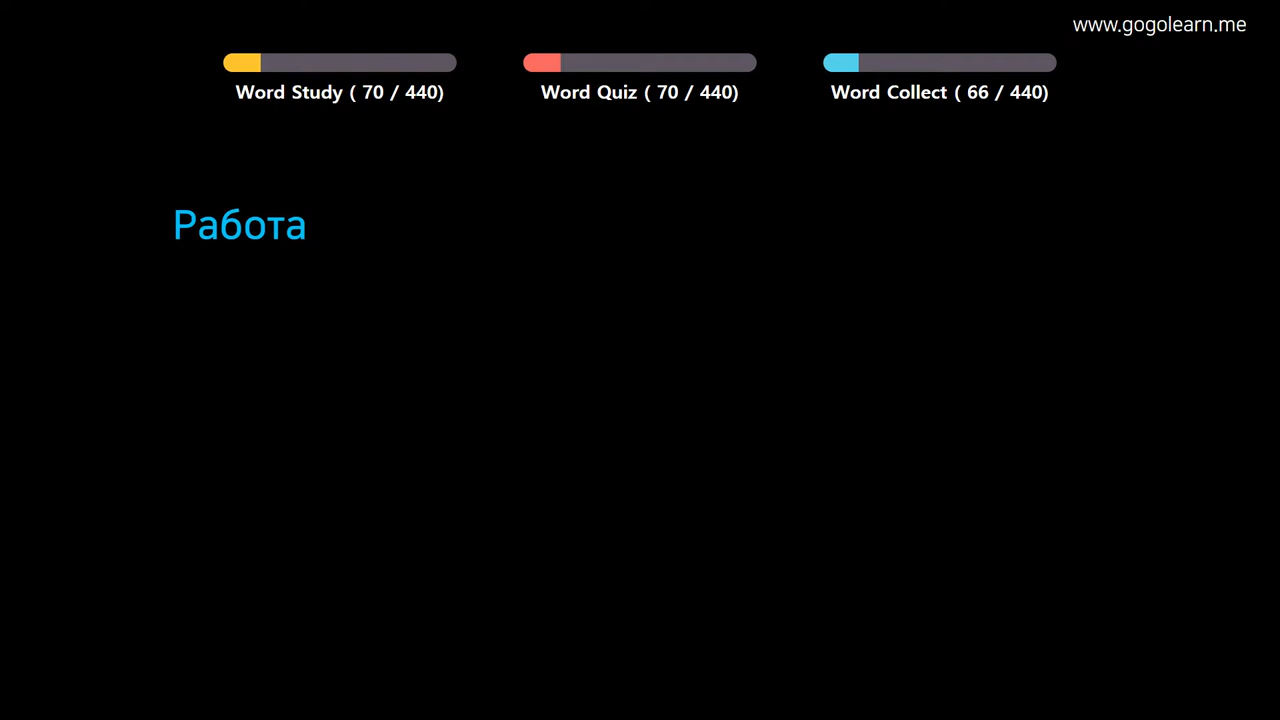 www.gogolearn.me
Word Study ( 70 / 440)
Word Quiz ( 70 / 440)
Word Collect ( 66 / 440)
Работа